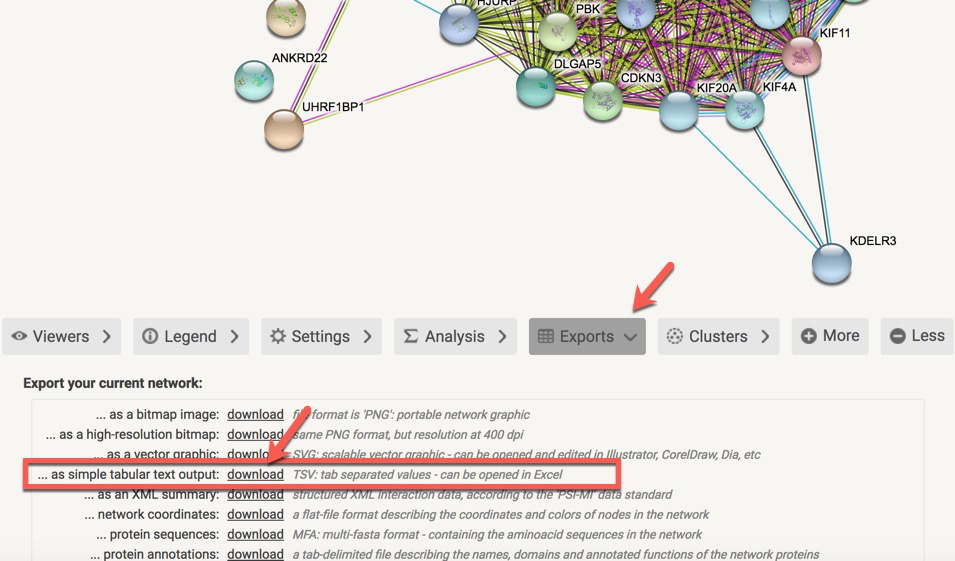 HJURP
PBK
KIF11
ANKRD22
DLGAP5
CDKN3
KIF20A
KIF4A
UHRF1BP1
KDELR3
Viewers
Legend
Settings
Analysis
Exports
Clusters
More
Less
Export your current network:
... as a bitmap image: download format is 'PNG': portable network graphic
... as a high-resolution bitmap: download same PNG format, but resolution at 400 dpi
... as a vector graphic: download SVG: scalable vector graphic - can be opened and edited in Illustrator, CorelDraw, Dia, etc
... as simple tabular text output: download TSV: tab separated values - can be opened in Excel
... as an XML summary: download structured XML interaction data, according to the 'PSI-MI' data standard
... network coordinates: download a flat-file format describing the coordinates and colors of nodes in the network
... protein sequences: download MFA: multi-fasta format - containing the aminoacid sequences in the network
... protein annotations: download a tab-delimited file describing the names, domains and annotated functions of the network proteins